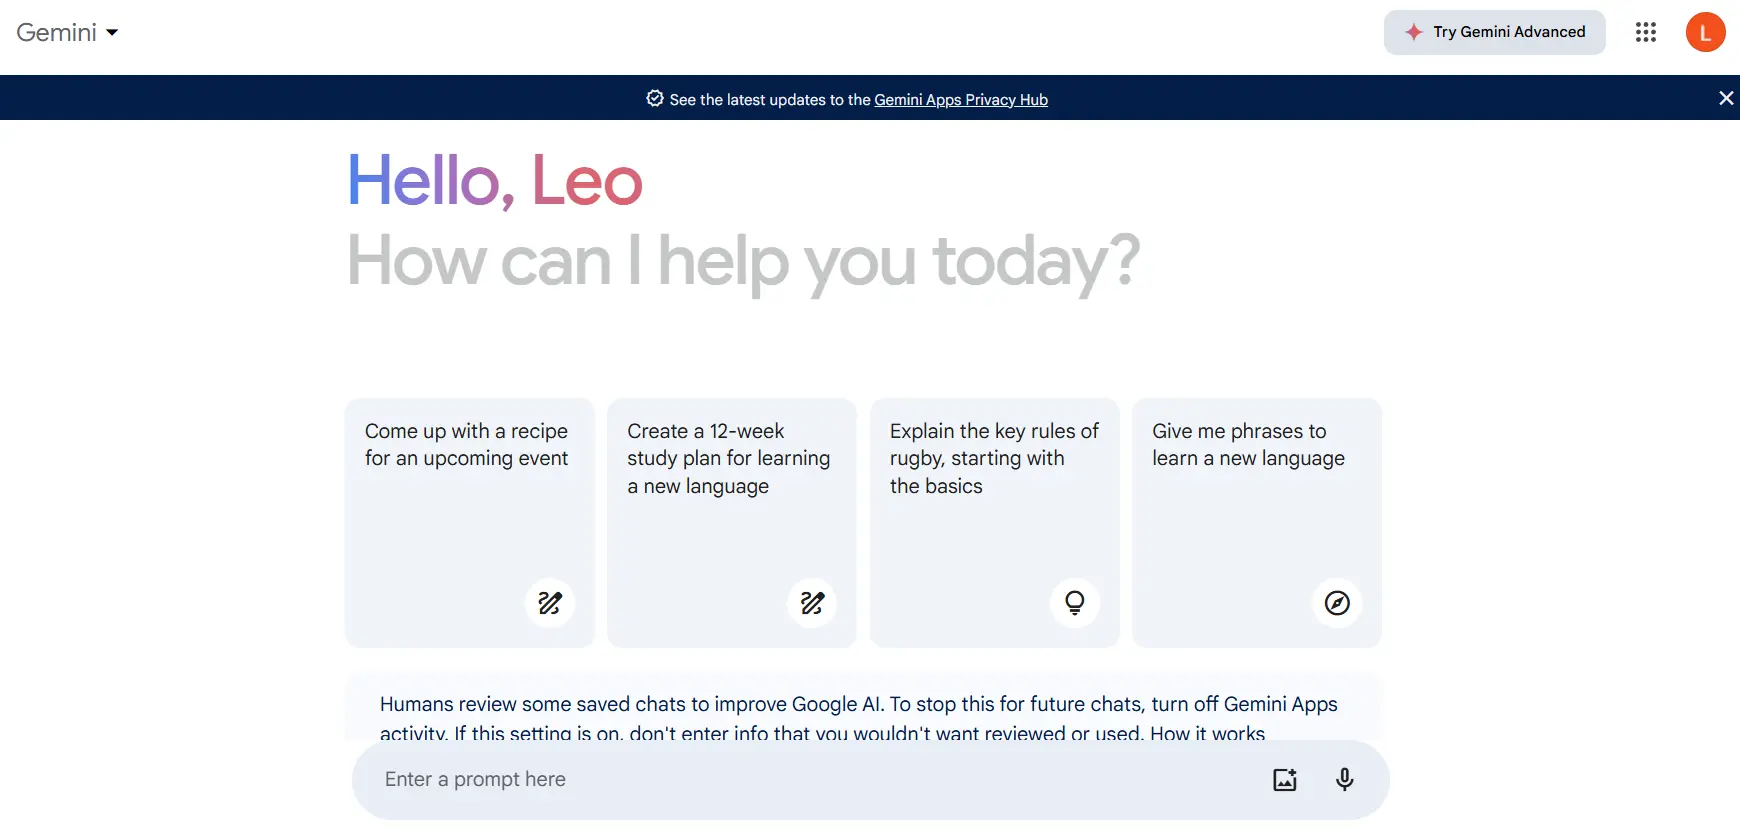 Gemini
Try Gemini Advanced
L
See the latest updates to the Gemini Apps Privacy Hub
Hello, Leo
How can I help you today?
Come up with a recipe
for an upcoming event
Create a 12-week
study plan for learning
a new language
Explain the key rules of
rugby, starting with
the basics
Give me phrases to
learn a new language
Humans review some saved chats to improve Google AI. To stop this for future chats, turn off Gemini Apps
activity. If this setting is on, don't enter info that you wouldn't want reviewed or used. How it works
Enter a prompt here